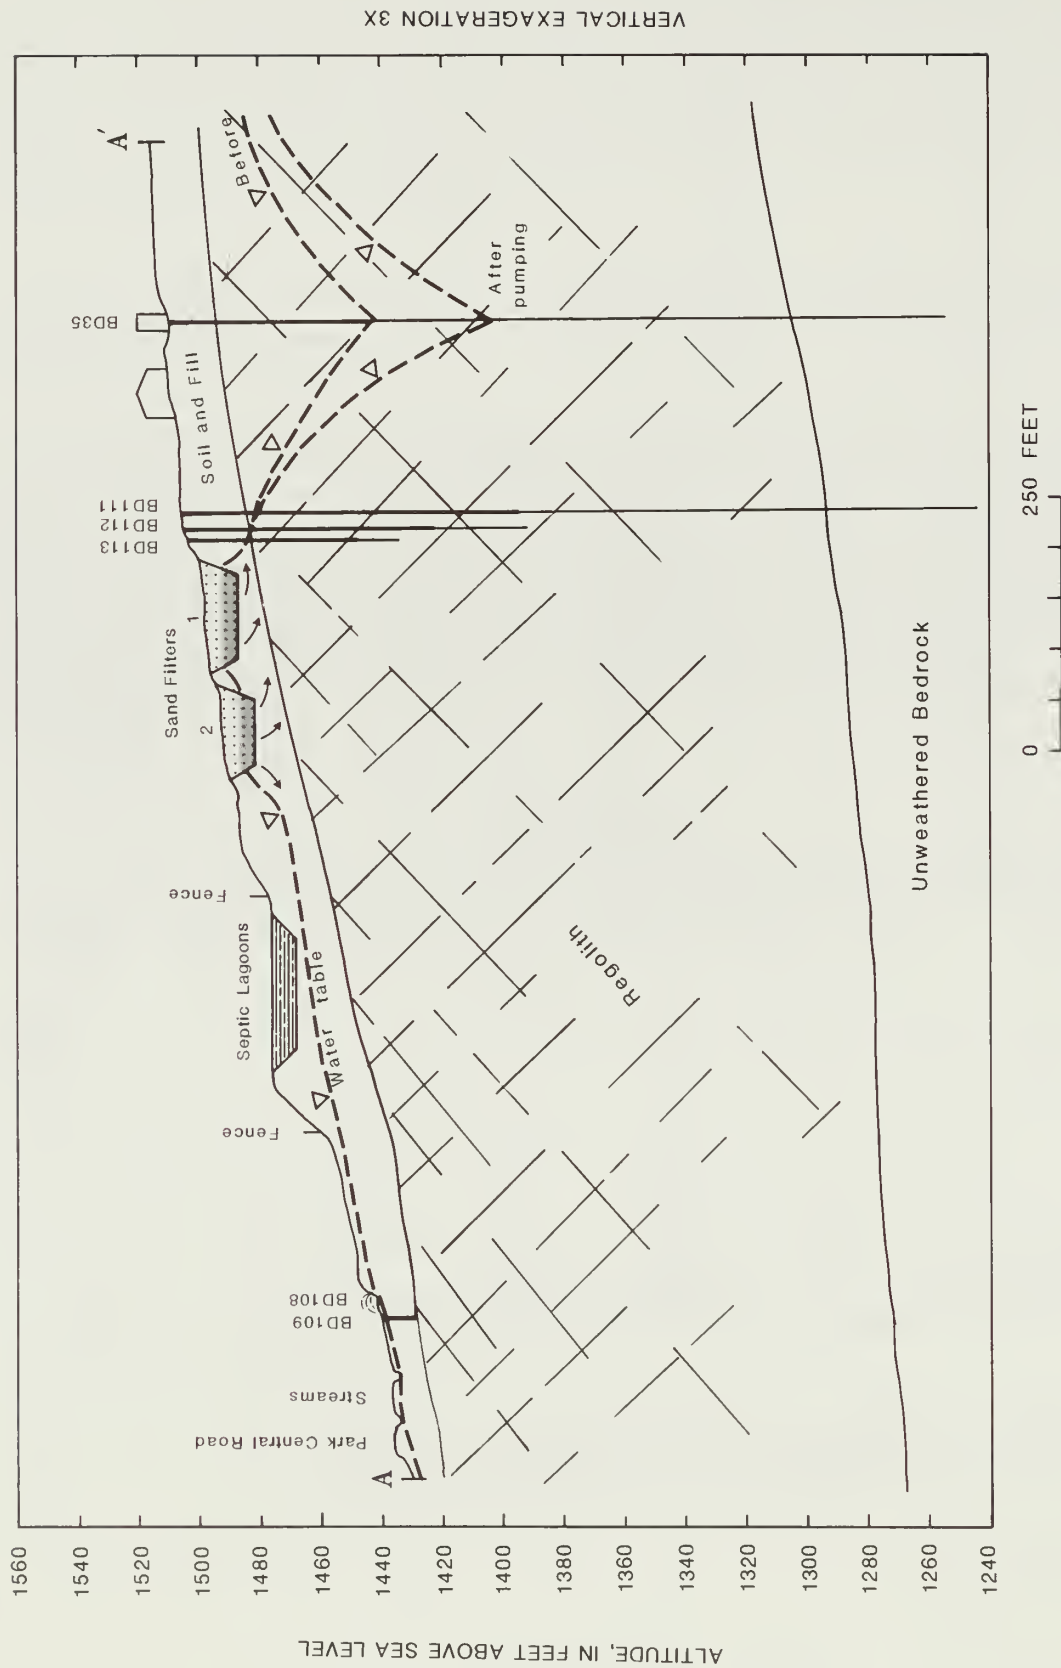 VERTICAL EXAGERATION 3X
A'
Before
After
pumping
BD35
Soil and Fill
BD111
BD112
BD113
Sand Filters
1
2
Fence
Septic Lagoons
Water table
Fence
Regolith
Unweathered Bedrock
BD108
BD109
Streams
Park Central Road
A
0
250 FEET
1560
1540
1520
1500
1480
1460
1440
1420
1400
1380
1360
1340
1320
1300
1280
1260
1240
ALTITUDE, IN FEET ABOVE SEA LEVEL